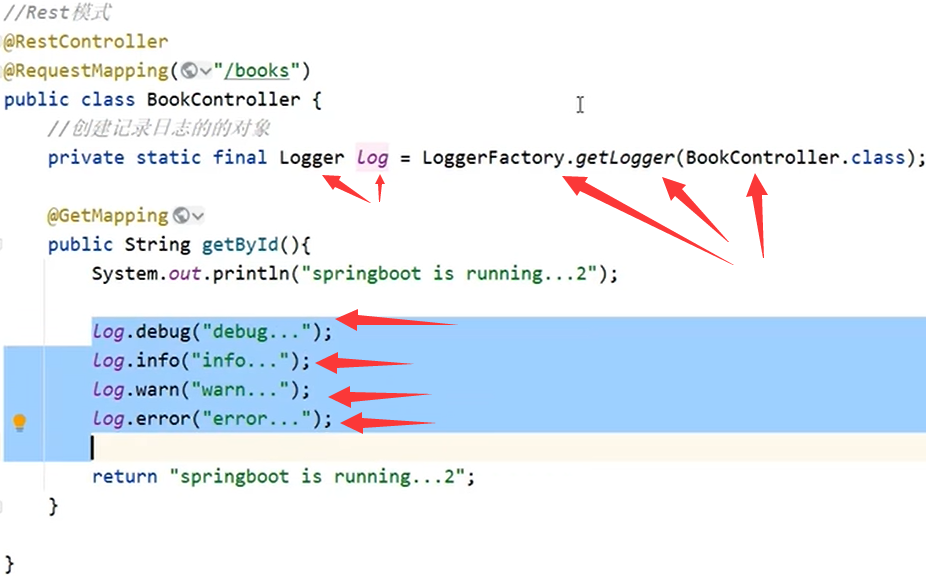 //Rest模式
@RestController
@RequestMapping("/books")
public class BookController {
//创建记录日志的的对象
private static final Logger log = LoggerFactory.getLogger(BookController.class);
@GetMapping
public String getById(){
System.out.println("springboot is running...2");
log.debug("debug...");
log.info("info...");
log.warn("warn...");
log.error("error...");
return "springboot is running...2";
}
}